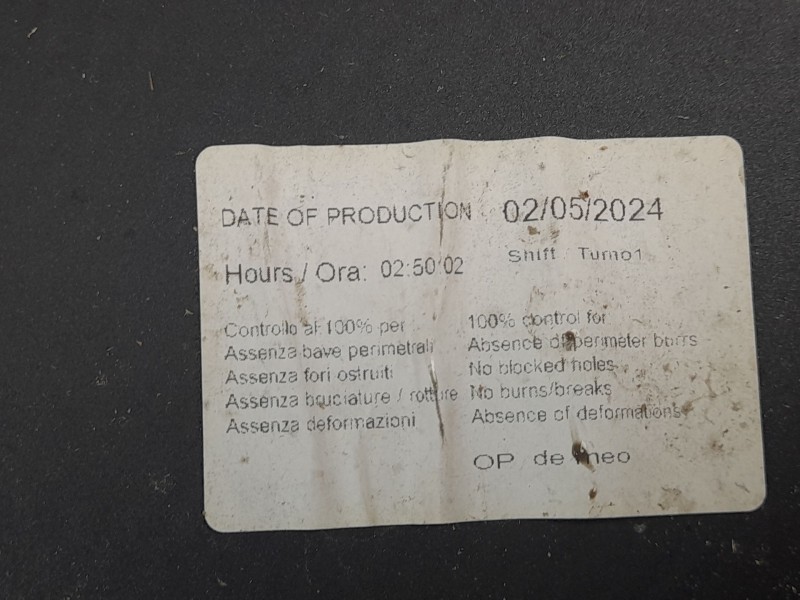 DATE OF PRODUCTION 02/05/2024
Hours / Ora: 02:50:02 Shift Turno1
Controllo al 100% per 100% control for
Assenza bave perimetrali Absence of perimeter burrs
Assenza fori ostruiti No blocked holes
Assenza bruciature / rotture No burns/breaks
Assenza deformazioni Absence of deformations
OP de meo